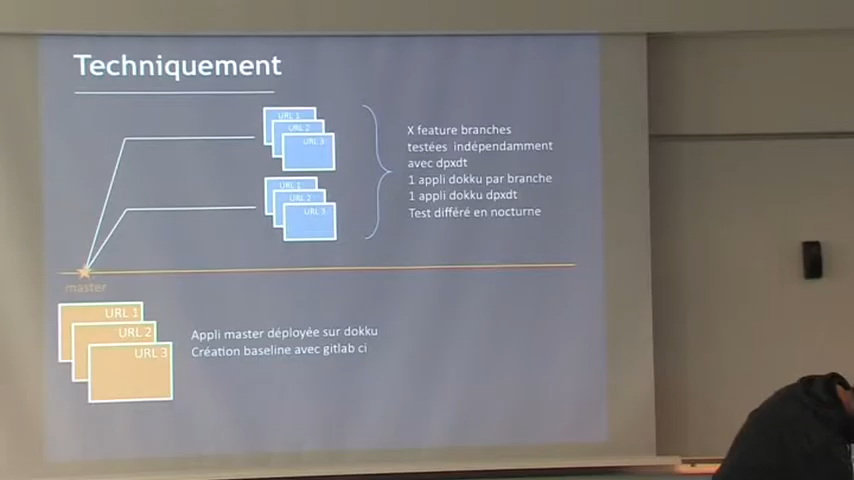 Techniquement
URL 1
URL 2
URL 3
URL 1
URL 2
URL 3
X feature branches
testées indépendamment
avec dpxdt
1 appli dokku par branche
1 appli dokku dpxdt
Test différé en nocturne
master
URL 1
URL 2
URL 3
Appli master déployée sur dokku
Création baseline avec gitlab ci